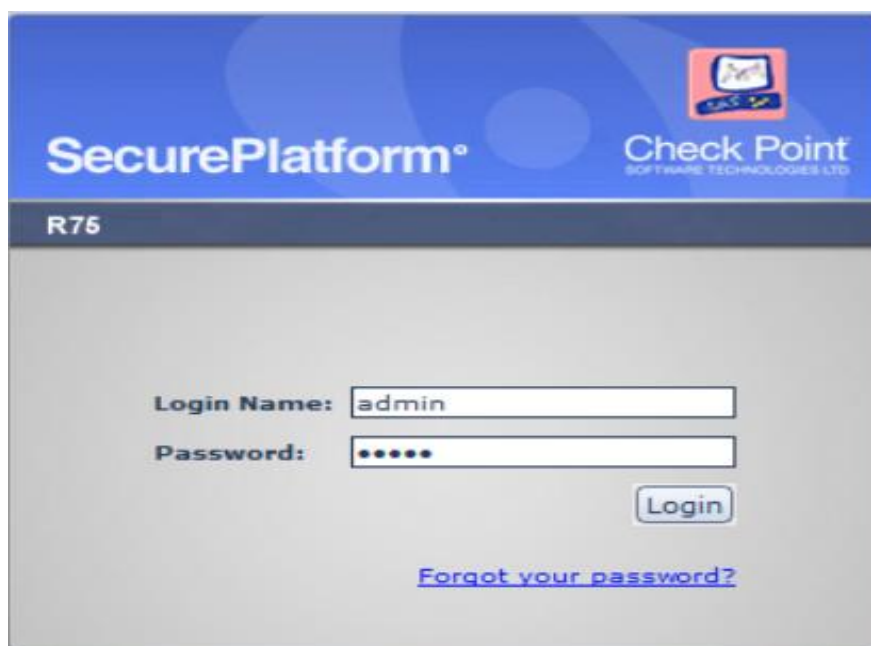 SecurePlatform
Check Point
SOFTWARE TECHNOLOGIES LTD
R75
Login Name: admin
Password: •••••
Login
Forgot your password?